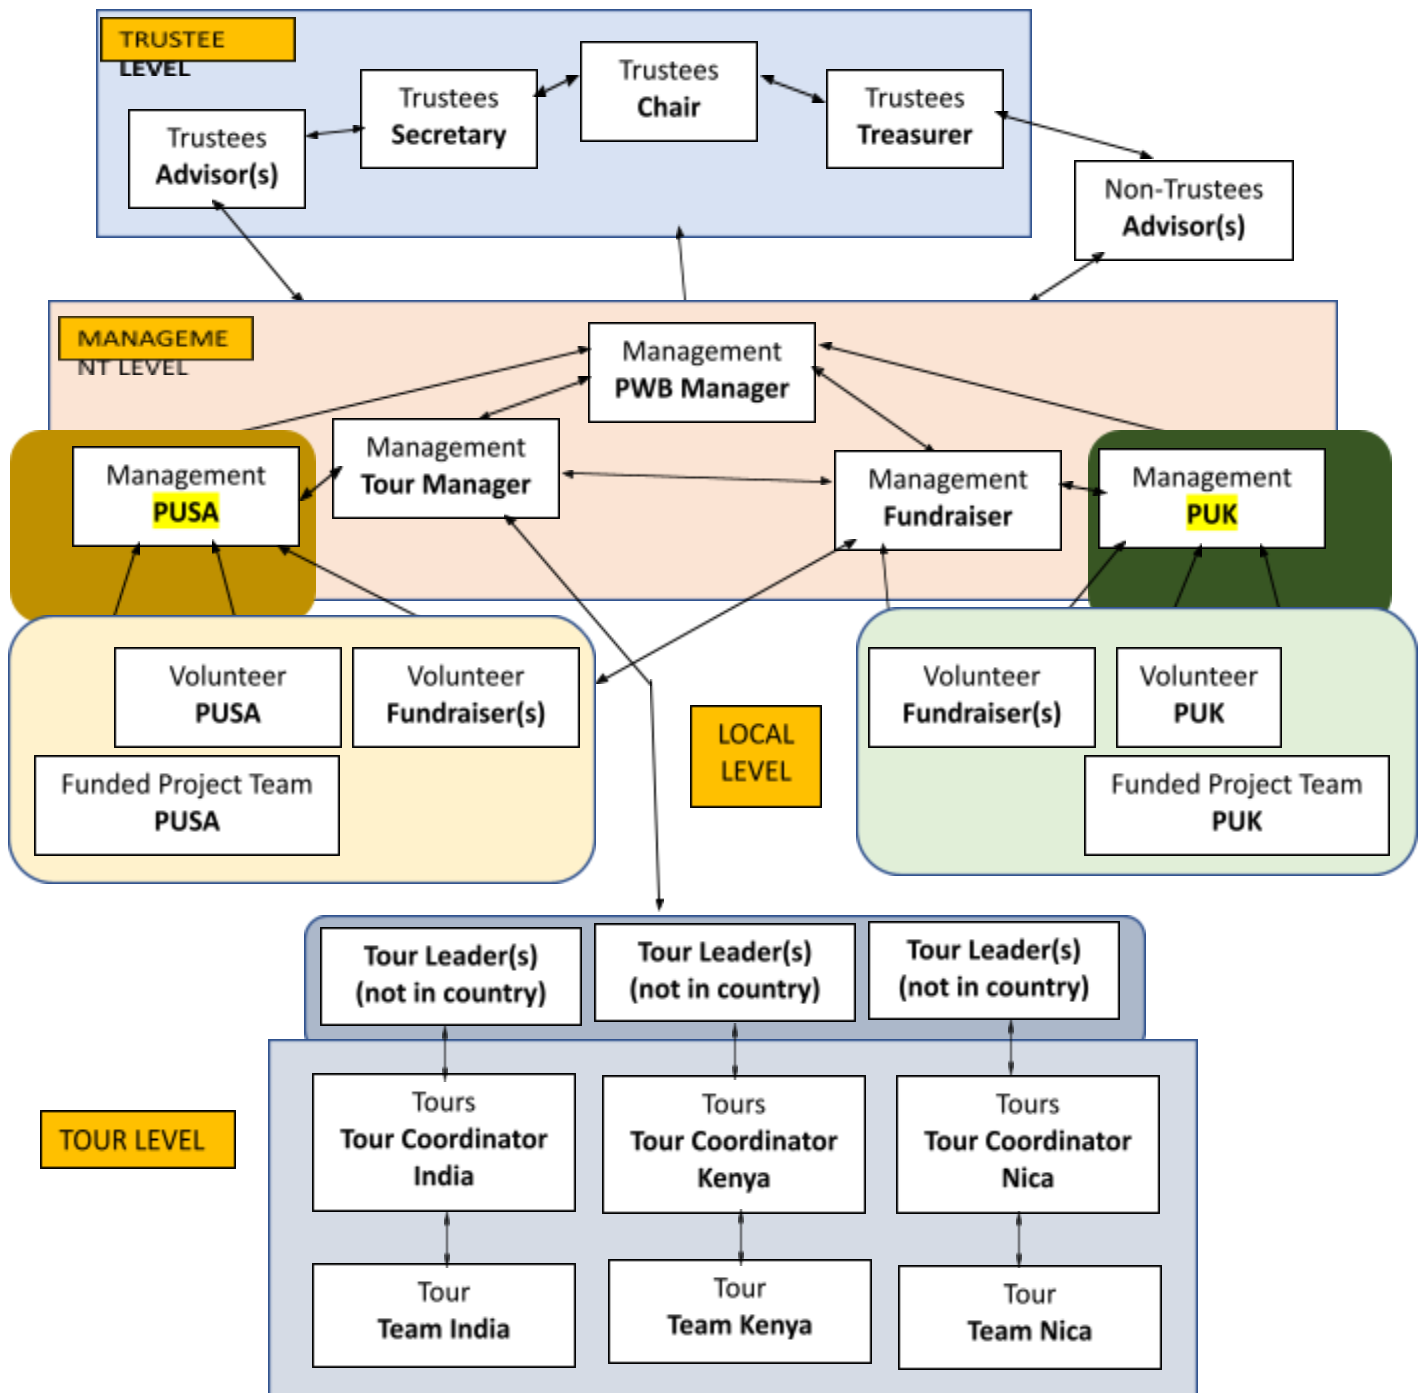 TRUSTEE
LEVEL
Trustees
Chair
Trustees
Secretary
Trustees
Treasurer
Trustees
Advisor(s)
Non-Trustees
Advisor(s)
MANAGEME
NT LEVEL
Management
PWB Manager
Management
Tour Manager
Management
PUSA
Management
Fundraiser
Management
PUK
Volunteer
PUSA
Volunteer
Fundraiser(s)
Funded Project Team
PUSA
LOCAL
LEVEL
Volunteer
Fundraiser(s)
Volunteer
PUK
Funded Project Team
PUK
Tour Leader(s)
(not in country)
Tour Leader(s)
(not in country)
Tour Leader(s)
(not in country)
TOUR LEVEL
Tours
Tour Coordinator
India
Tours
Tour Coordinator
Kenya
Tours
Tour Coordinator
Nica
Tour
Team India
Tour
Team Kenya
Tour
Team Nica